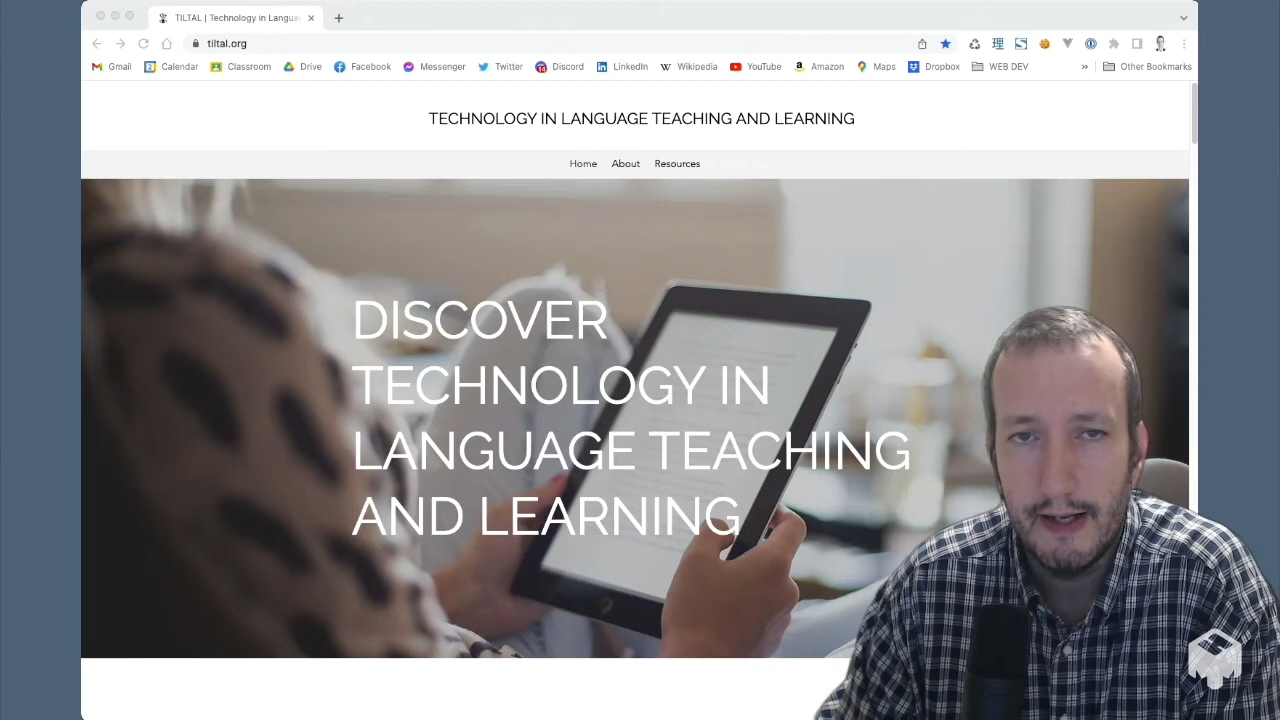 TILTAL | Technology in Langua
tiltal.org
Gmail Calendar Classroom Drive Facebook Messenger Twitter Discord LinkedIn Wikipedia YouTube Amazon Maps Dropbox WEB DEV » Other Bookmarks
TECHNOLOGY IN LANGUAGE TEACHING AND LEARNING
Home About Resources
DISCOVER
TECHNOLOGY IN
LANGUAGE TEACHING
AND LEARNING